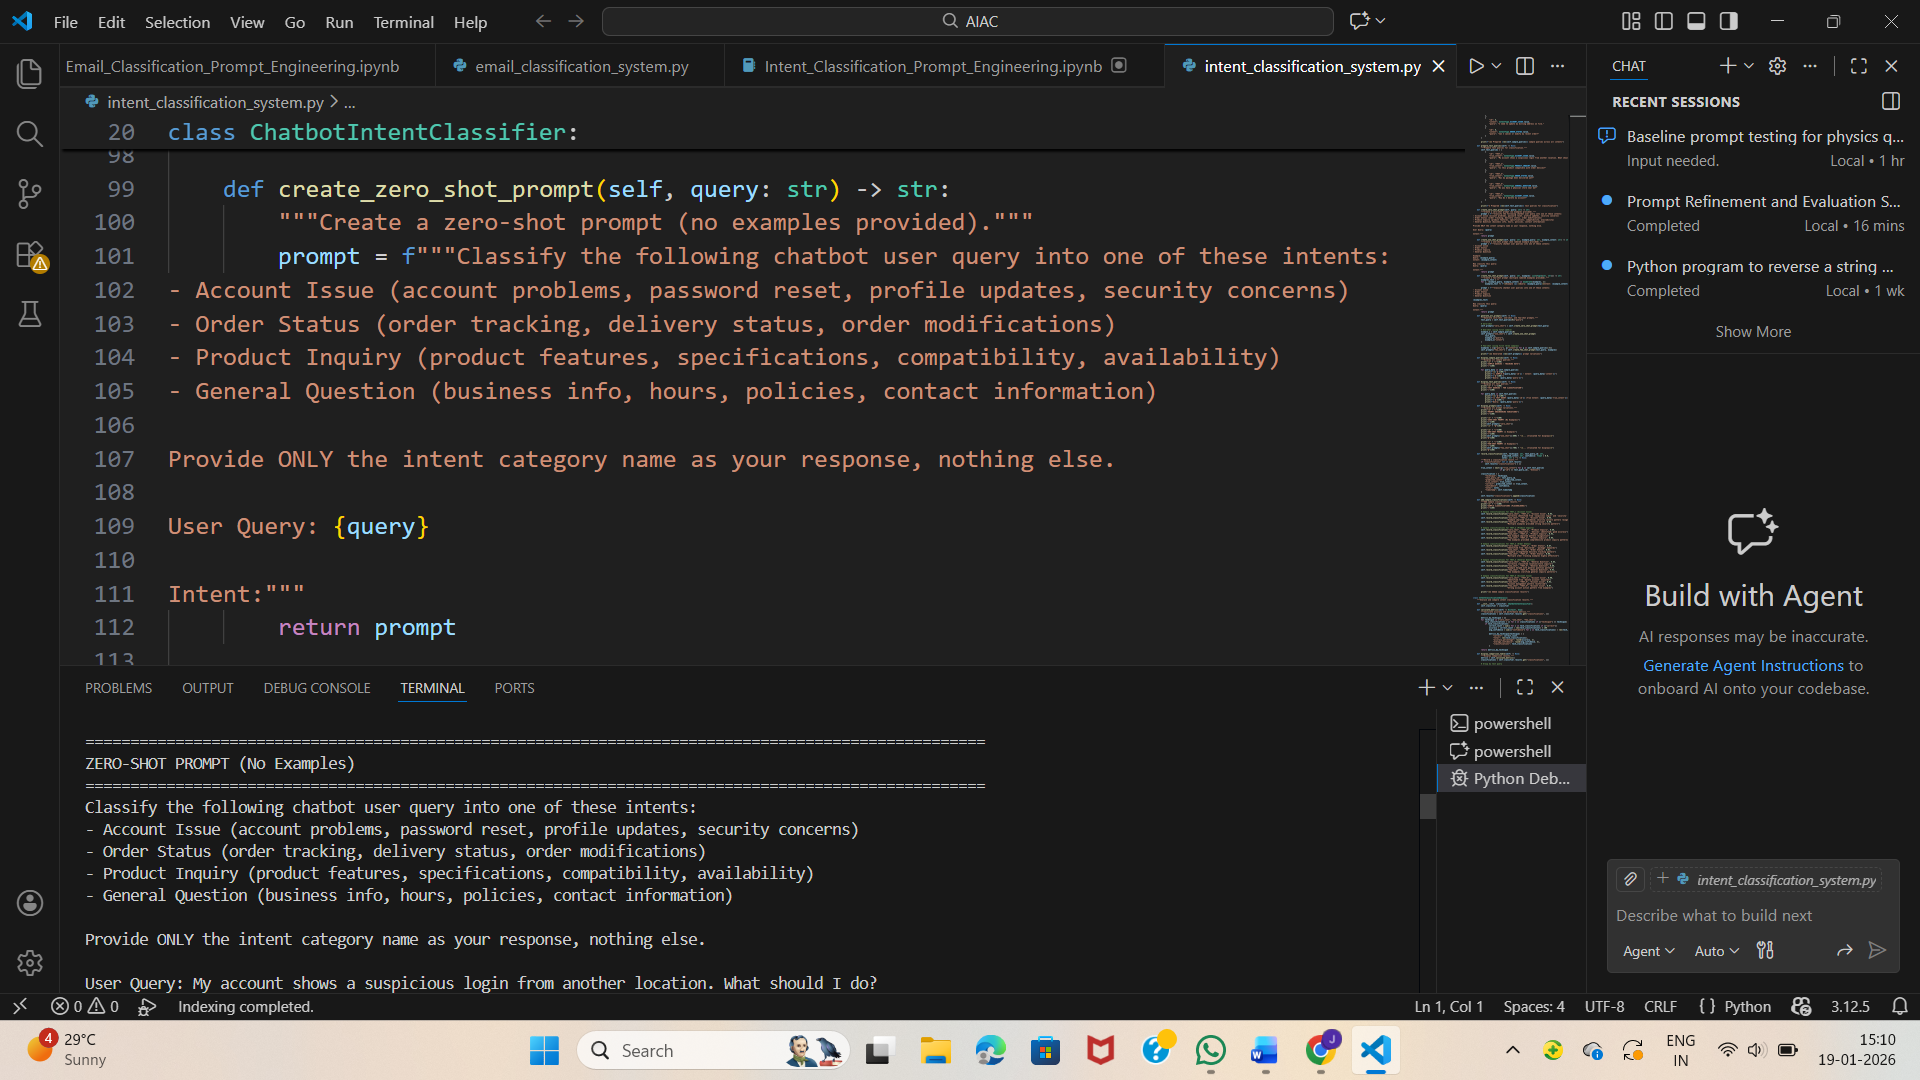 File Edit Selection View Go Run Terminal Help
AIAC
Email_Classification_Prompt_Engineering.ipynb
email_classification_system.py
Intent_Classification_Prompt_Engineering.ipynb
intent_classification_system.py
intent_classification_system.py > ...
20 class ChatbotIntentClassifier:
98
99 def create_zero_shot_prompt(self, query: str) -> str:
100 """Create a zero-shot prompt (no examples provided)."""
101 prompt = f"""Classify the following chatbot user query into one of these intents:
102 - Account Issue (account problems, password reset, profile updates, security concerns)
103 - Order Status (order tracking, delivery status, order modifications)
104 - Product Inquiry (product features, specifications, compatibility, availability)
105 - General Question (business info, hours, policies, contact information)
106
107 Provide ONLY the intent category name as your response, nothing else.
108
109 User Query: {query}
110
111 Intent:"""
112 return prompt
113
PROBLEMS OUTPUT DEBUG CONSOLE TERMINAL PORTS
====================================================================================================
ZERO-SHOT PROMPT (No Examples)
====================================================================================================
Classify the following chatbot user query into one of these intents:
- Account Issue (account problems, password reset, profile updates, security concerns)
- Order Status (order tracking, delivery status, order modifications)
- Product Inquiry (product features, specifications, compatibility, availability)
- General Question (business info, hours, policies, contact information)
Provide ONLY the intent category name as your response, nothing else.
User Query: My account shows a suspicious login from another location. What should I do?
powershell
powershell
Python Deb...
CHAT
RECENT SESSIONS
Baseline prompt testing for physics q...
Input needed. Local • 1 hr
Prompt Refinement and Evaluation S...
Completed Local • 16 mins
Python program to reverse a string ...
Completed Local • 1 wk
Show More
Build with Agent
AI responses may be inaccurate.
Generate Agent Instructions to
onboard AI onto your codebase.
intent_classification_system.py
Describe what to build next
Agent Auto
0 0 Indexing completed.
Ln 1, Col 1 Spaces: 4 UTF-8 CRLF {} Python 3.12.5
4
29°C
Sunny
Search
J
ENG
IN
15:10
19-01-2026